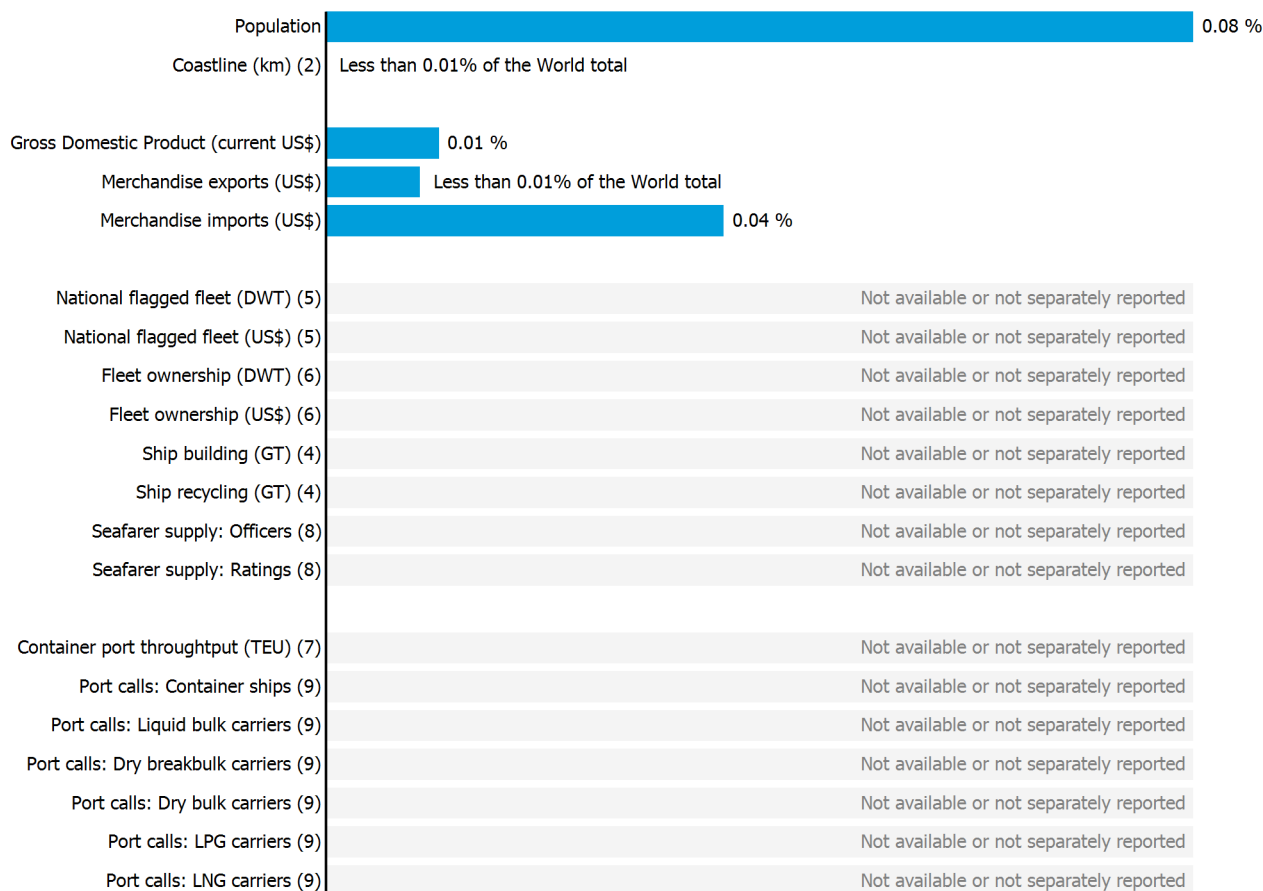 Population 0.08 %
Coastline (km) (2) Less than 0.01% of the World total
Gross Domestic Product (current US$) 0.01 %
Merchandise exports (US$) Less than 0.01% of the World total
Merchandise imports (US$) 0.04 %
National flagged fleet (DWT) (5) Not available or not separately reported
National flagged fleet (US$) (5) Not available or not separately reported
Fleet ownership (DWT) (6) Not available or not separately reported
Fleet ownership (US$) (6) Not available or not separately reported
Ship building (GT) (4) Not available or not separately reported
Ship recycling (GT) (4) Not available or not separately reported
Seafarer supply: Officers (8) Not available or not separately reported
Seafarer supply: Ratings (8) Not available or not separately reported
Container port throughtput (TEU) (7) Not available or not separately reported
Port calls: Container ships (9) Not available or not separately reported
Port calls: Liquid bulk carriers (9) Not available or not separately reported
Port calls: Dry breakbulk carriers (9) Not available or not separately reported
Port calls: Dry bulk carriers (9) Not available or not separately reported
Port calls: LPG carriers (9) Not available or not separately reported
Port calls: LNG carriers (9) Not available or not separately reported